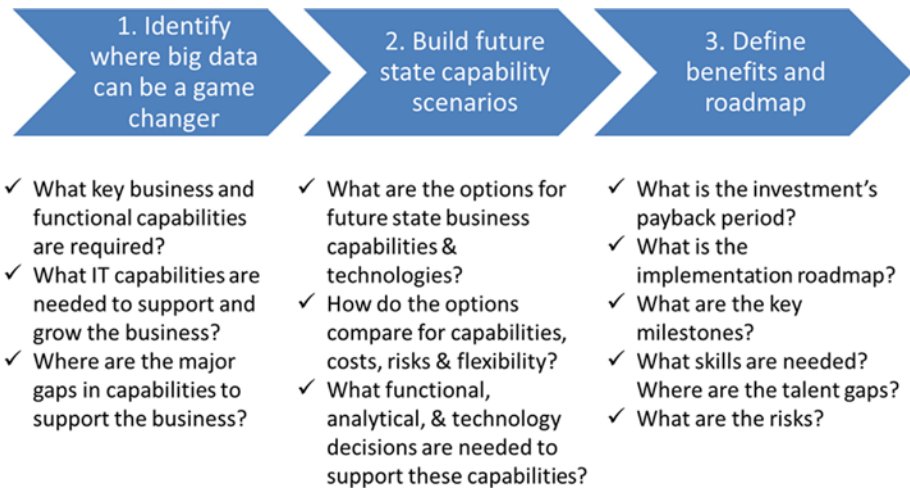 1. Identify
where big data
can be a game
changer
2. Build future
state capability
scenarios
3. Define
benefits and
roadmap
✓ What key business and
functional capabilities
are required?
✓ What IT capabilities are
needed to support and
grow the business?
✓ Where are the major
gaps in capabilities to
support the business?
✓ What are the options for
future state business
capabilities &
technologies?
✓ How do the options
compare for capabilities,
costs, risks & flexibility?
✓ What functional,
analytical, & technology
decisions are needed to
support these capabilities?
✓ What is the investment's
payback period?
✓ What is the
implementation roadmap?
✓ What are the key
milestones?
✓ What skills are needed?
Where are the talent gaps?
✓ What are the risks?